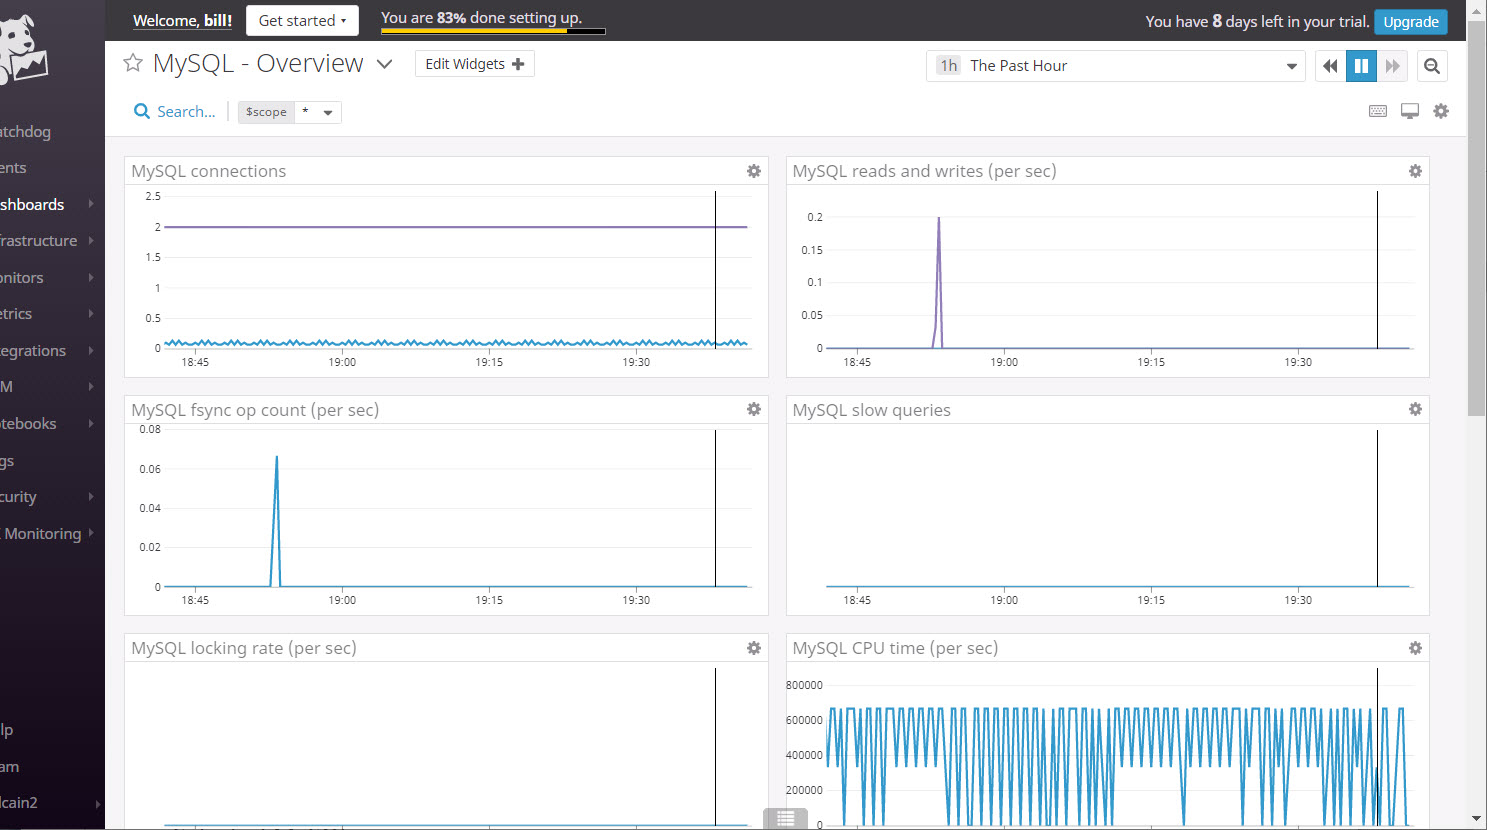 Welcome, bill!
Get started
You are 83% done setting up.
You have 8 days left in your trial.
Upgrade
MySQL - Overview
Edit Widgets
1h The Past Hour
Search...
$scope *
atchdog
ents
shboards
frastructure
onitors
etrics
tegrations
M
otebooks
gs
curity
Monitoring
lp
am
lcain2
MySQL connections
2.5
2
1.5
1
0.5
0
18:45 19:00 19:15 19:30
MySQL reads and writes (per sec)
0.2
0.15
0.1
0.05
0
18:45 19:00 19:15 19:30
MySQL fsync op count (per sec)
0.08
0.06
0.04
0.02
0
18:45 19:00 19:15 19:30
MySQL slow queries
18:45 19:00 19:15 19:30
MySQL locking rate (per sec)
MySQL CPU time (per sec)
800000
600000
400000
200000
0